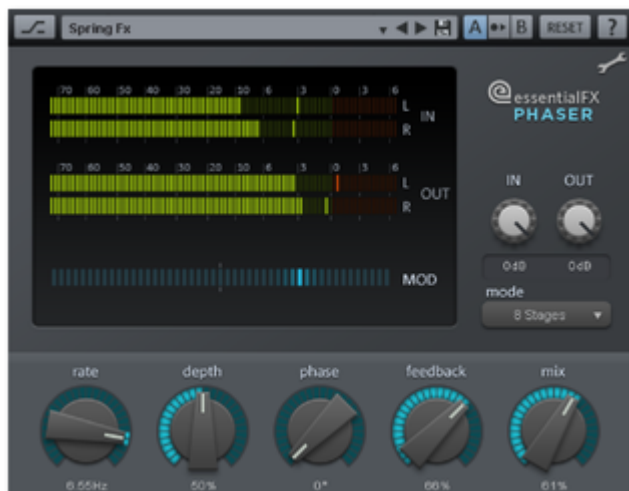 Spring Fx A B RESET ?
70 60 50 40 30 20 10 6 3 0 3 6
L
IN
R
70 60 50 40 30 20 10 6 3 0 3 6
L
OUT
R
MOD
essentialFX
PHASER
IN OUT
0dB 0dB
mode
8 Stages
rate depth phase feedback mix
6.55Hz 50% 0° 66% 61%